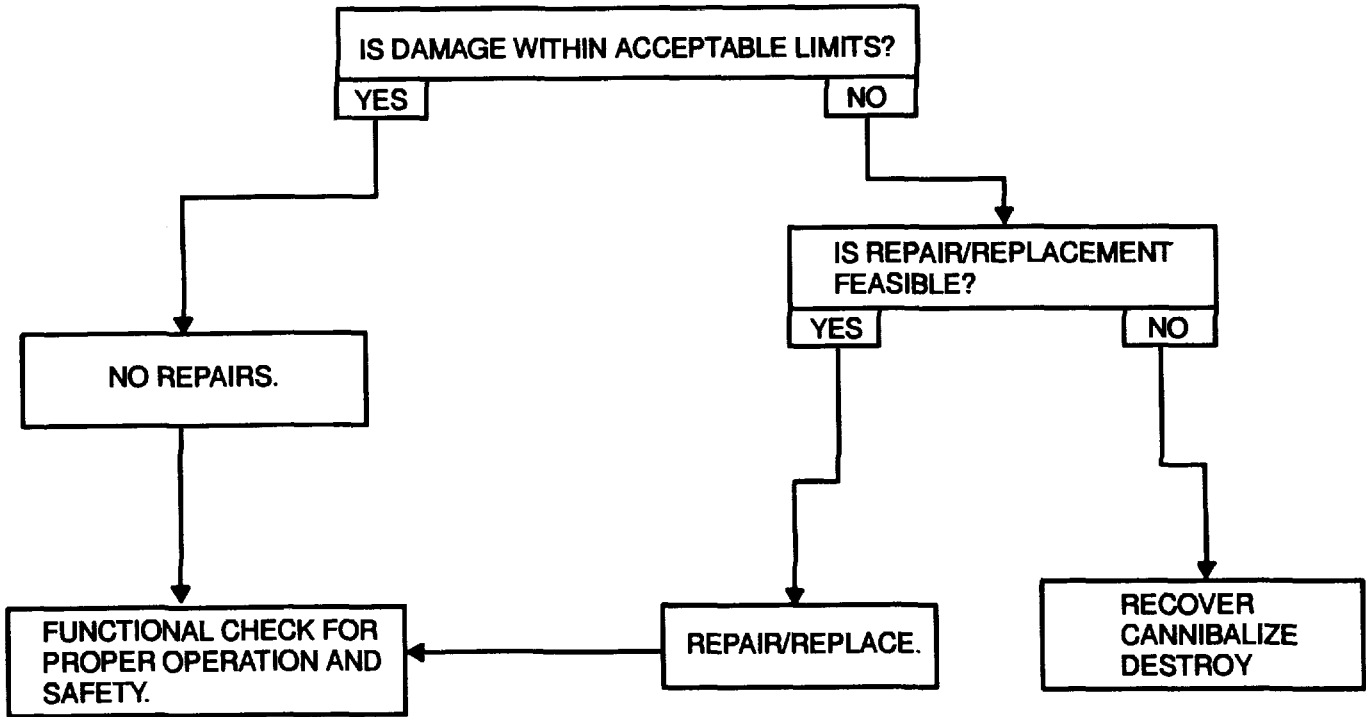 IS DAMAGE WITHIN ACCEPTABLE LIMITS?
YES
NO
IS REPAIR/REPLACEMENT
FEASIBLE?
YES
NO
NO REPAIRS.
FUNCTIONAL CHECK FOR
PROPER OPERATION AND
SAFETY.
REPAIR/REPLACE.
RECOVER
CANNIBALIZE
DESTROY